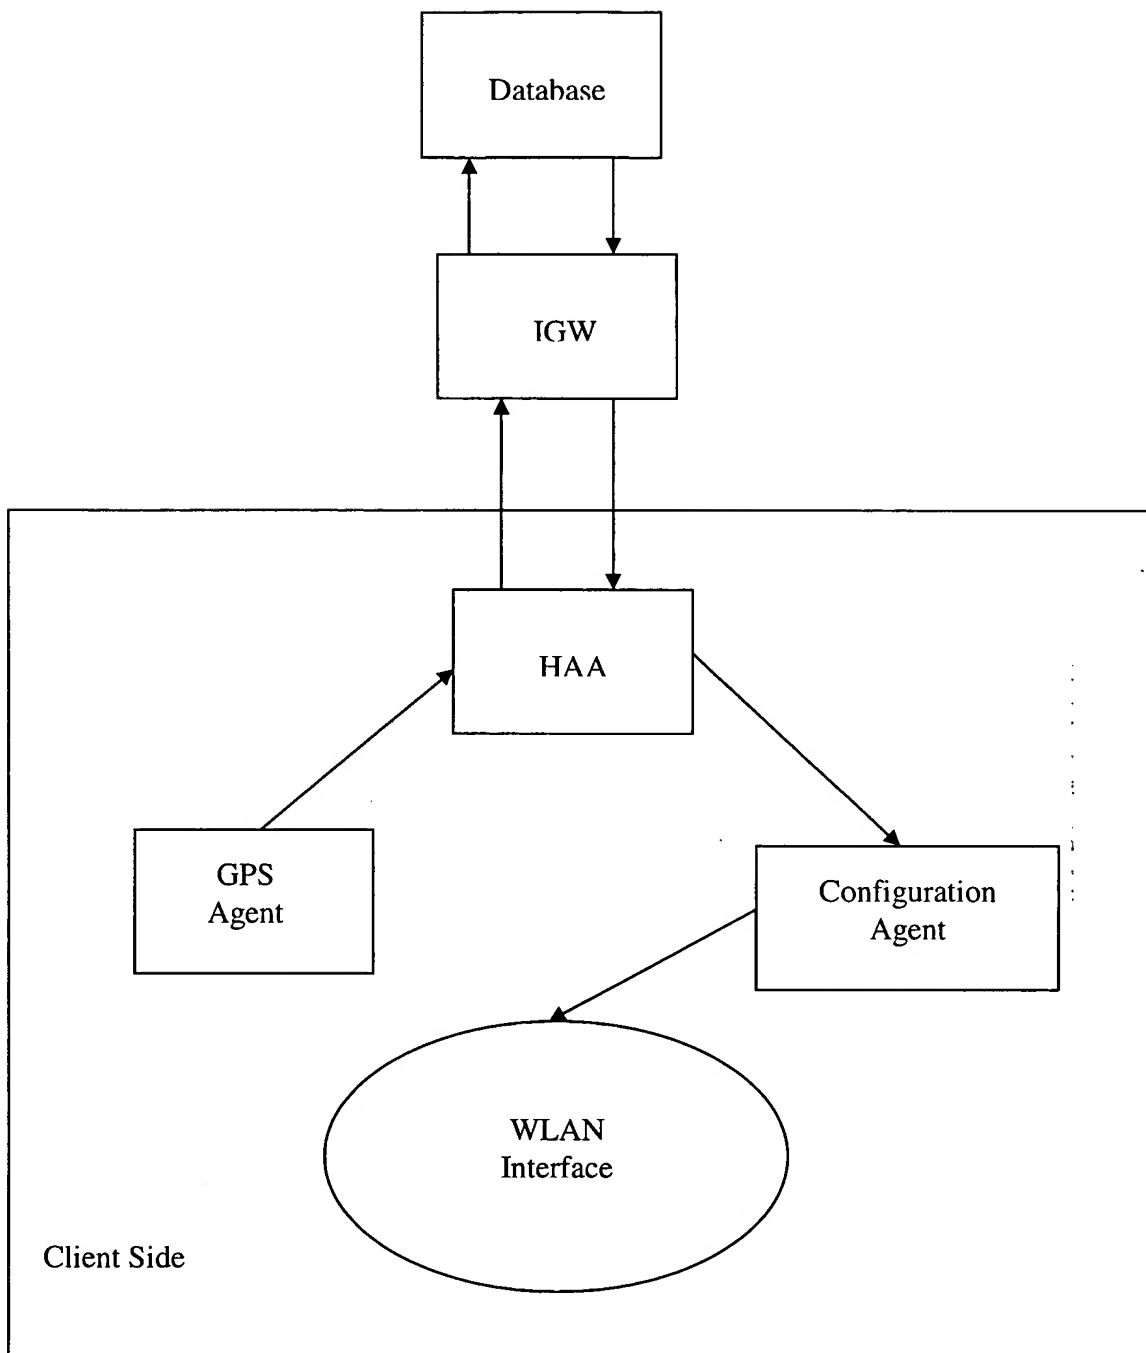 Database
IGW
HAA
GPS
Agent
Configuration
Agent
WLAN
Interface
Client Side